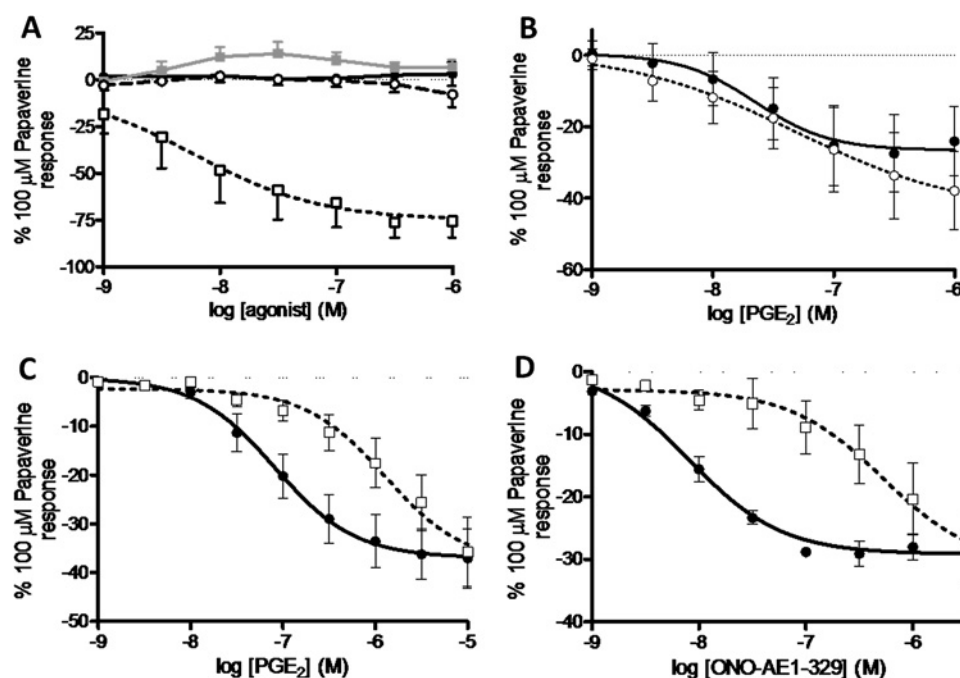 A
% 100 μM Papaverine
response
25
0
-25
-50
-75
-100
-9
-8
-7
-6
log [agonist] (M)
B
% 100 μM Papaverine
response
0
-20
-40
-60
-9
-8
-7
-6
log [PGE₂] (M)
C
% 100 μM Papaverine
response
0
-10
-20
-30
-40
-50
-9
-8
-7
-6
-5
log [PGE₂] (M)
D
% 100 μM Papaverine
response
0
-10
-20
-30
-40
-9
-8
-7
-6
log [ONO-AE1-329] (M)